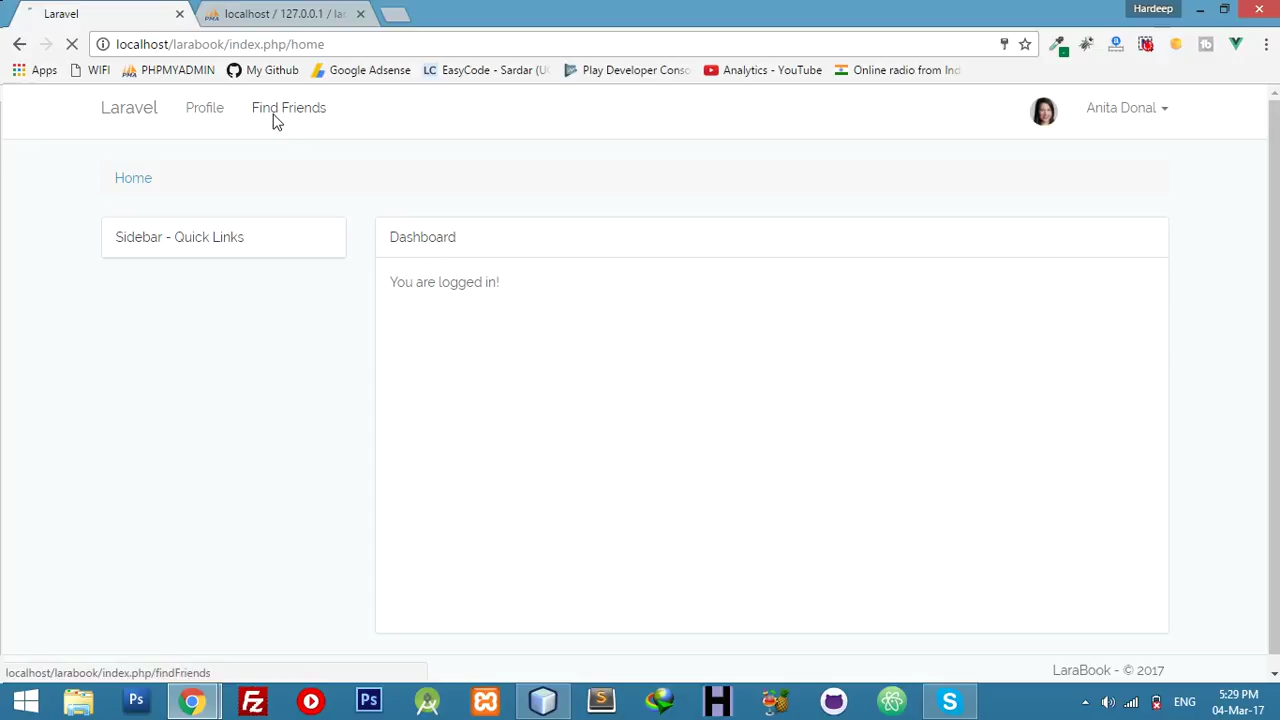 Laravel
localhost / 127.0.0.1 / la
Hardeep
localhost/larabook/index.php/home
Apps
WIFI
PHPMYADMIN
My Github
Google Adsense
LC EasyCode - Sardar (U
Play Developer Conso
Analytics - YouTube
Online radio from Ind
Laravel
Profile
Find Friends
Anita Donal
Home
Sidebar - Quick Links
Dashboard
You are logged in!
localhost/larabook/index.php/findFriends
LaraBook - © 2017
ENG
5:29 PM
04-Mar-17